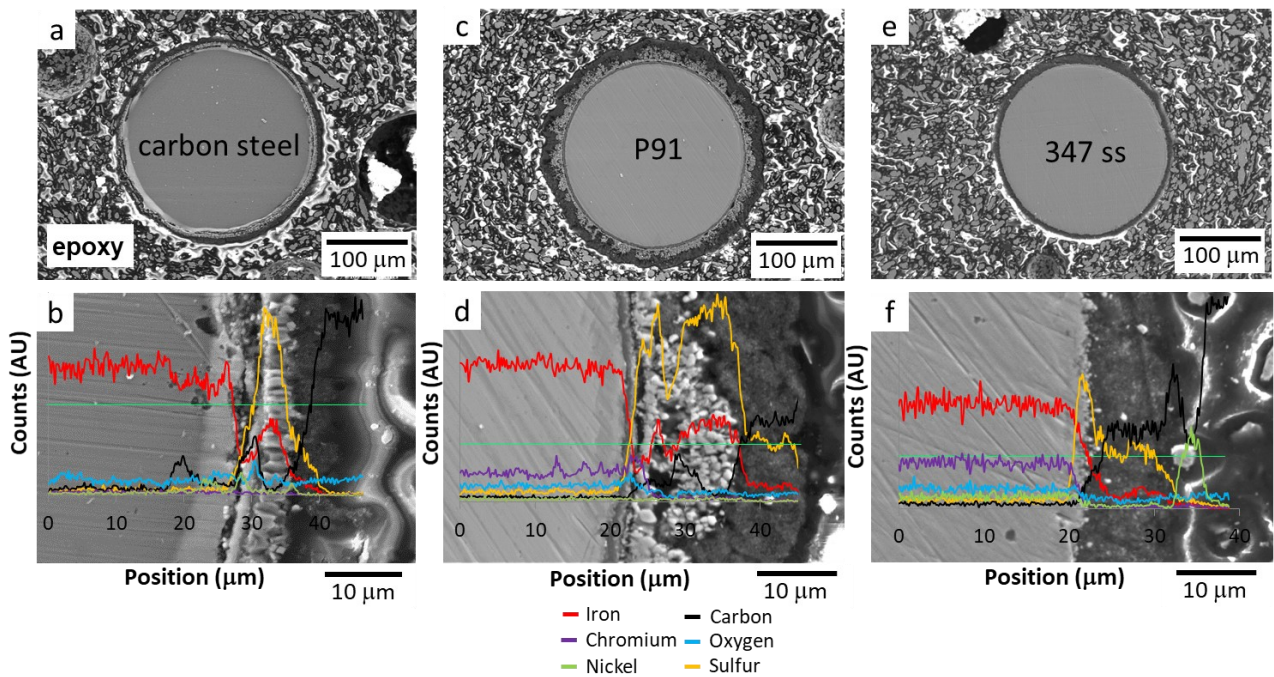 a
carbon steel
epoxy
100 μm
c
P91
100 μm
e
347 ss
100 μm
b
Counts (AU)
0 10 20 30 40
Position (μm)
10 μm
d
Counts (AU)
0 10 20 30 40
Position (μm)
10 μm
f
Counts (AU)
0 10 20 30 40
Position (μm)
10 μm
Iron
Carbon
Chromium
Oxygen
Nickel
Sulfur